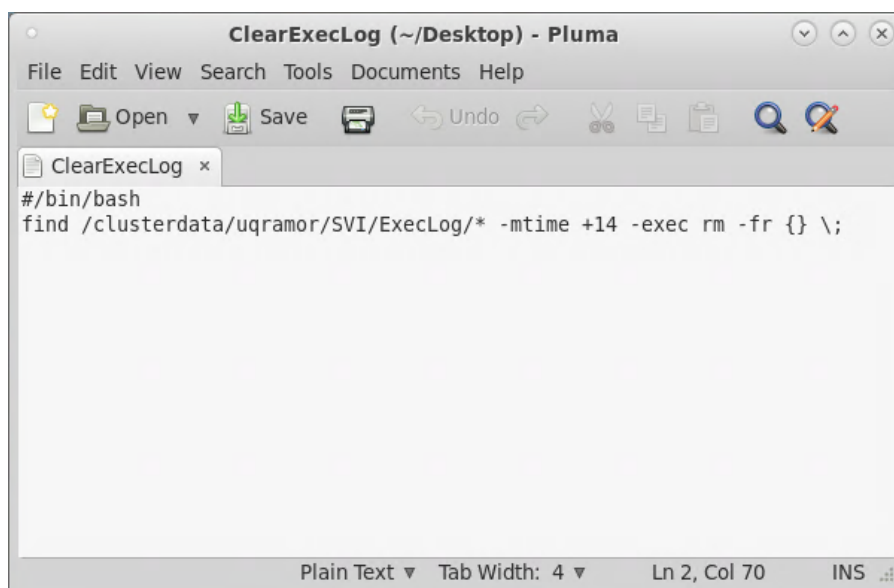 ClearExecLog (~/Desktop) - Pluma
File Edit View Search Tools Documents Help
Open Save Undo
ClearExecLog ×
#/bin/bash
find /clusterdata/uqramor/SVI/ExecLog/* -mtime +14 -exec rm -fr {} \;
Plain Text Tab Width: 4 Ln 2, Col 70 INS